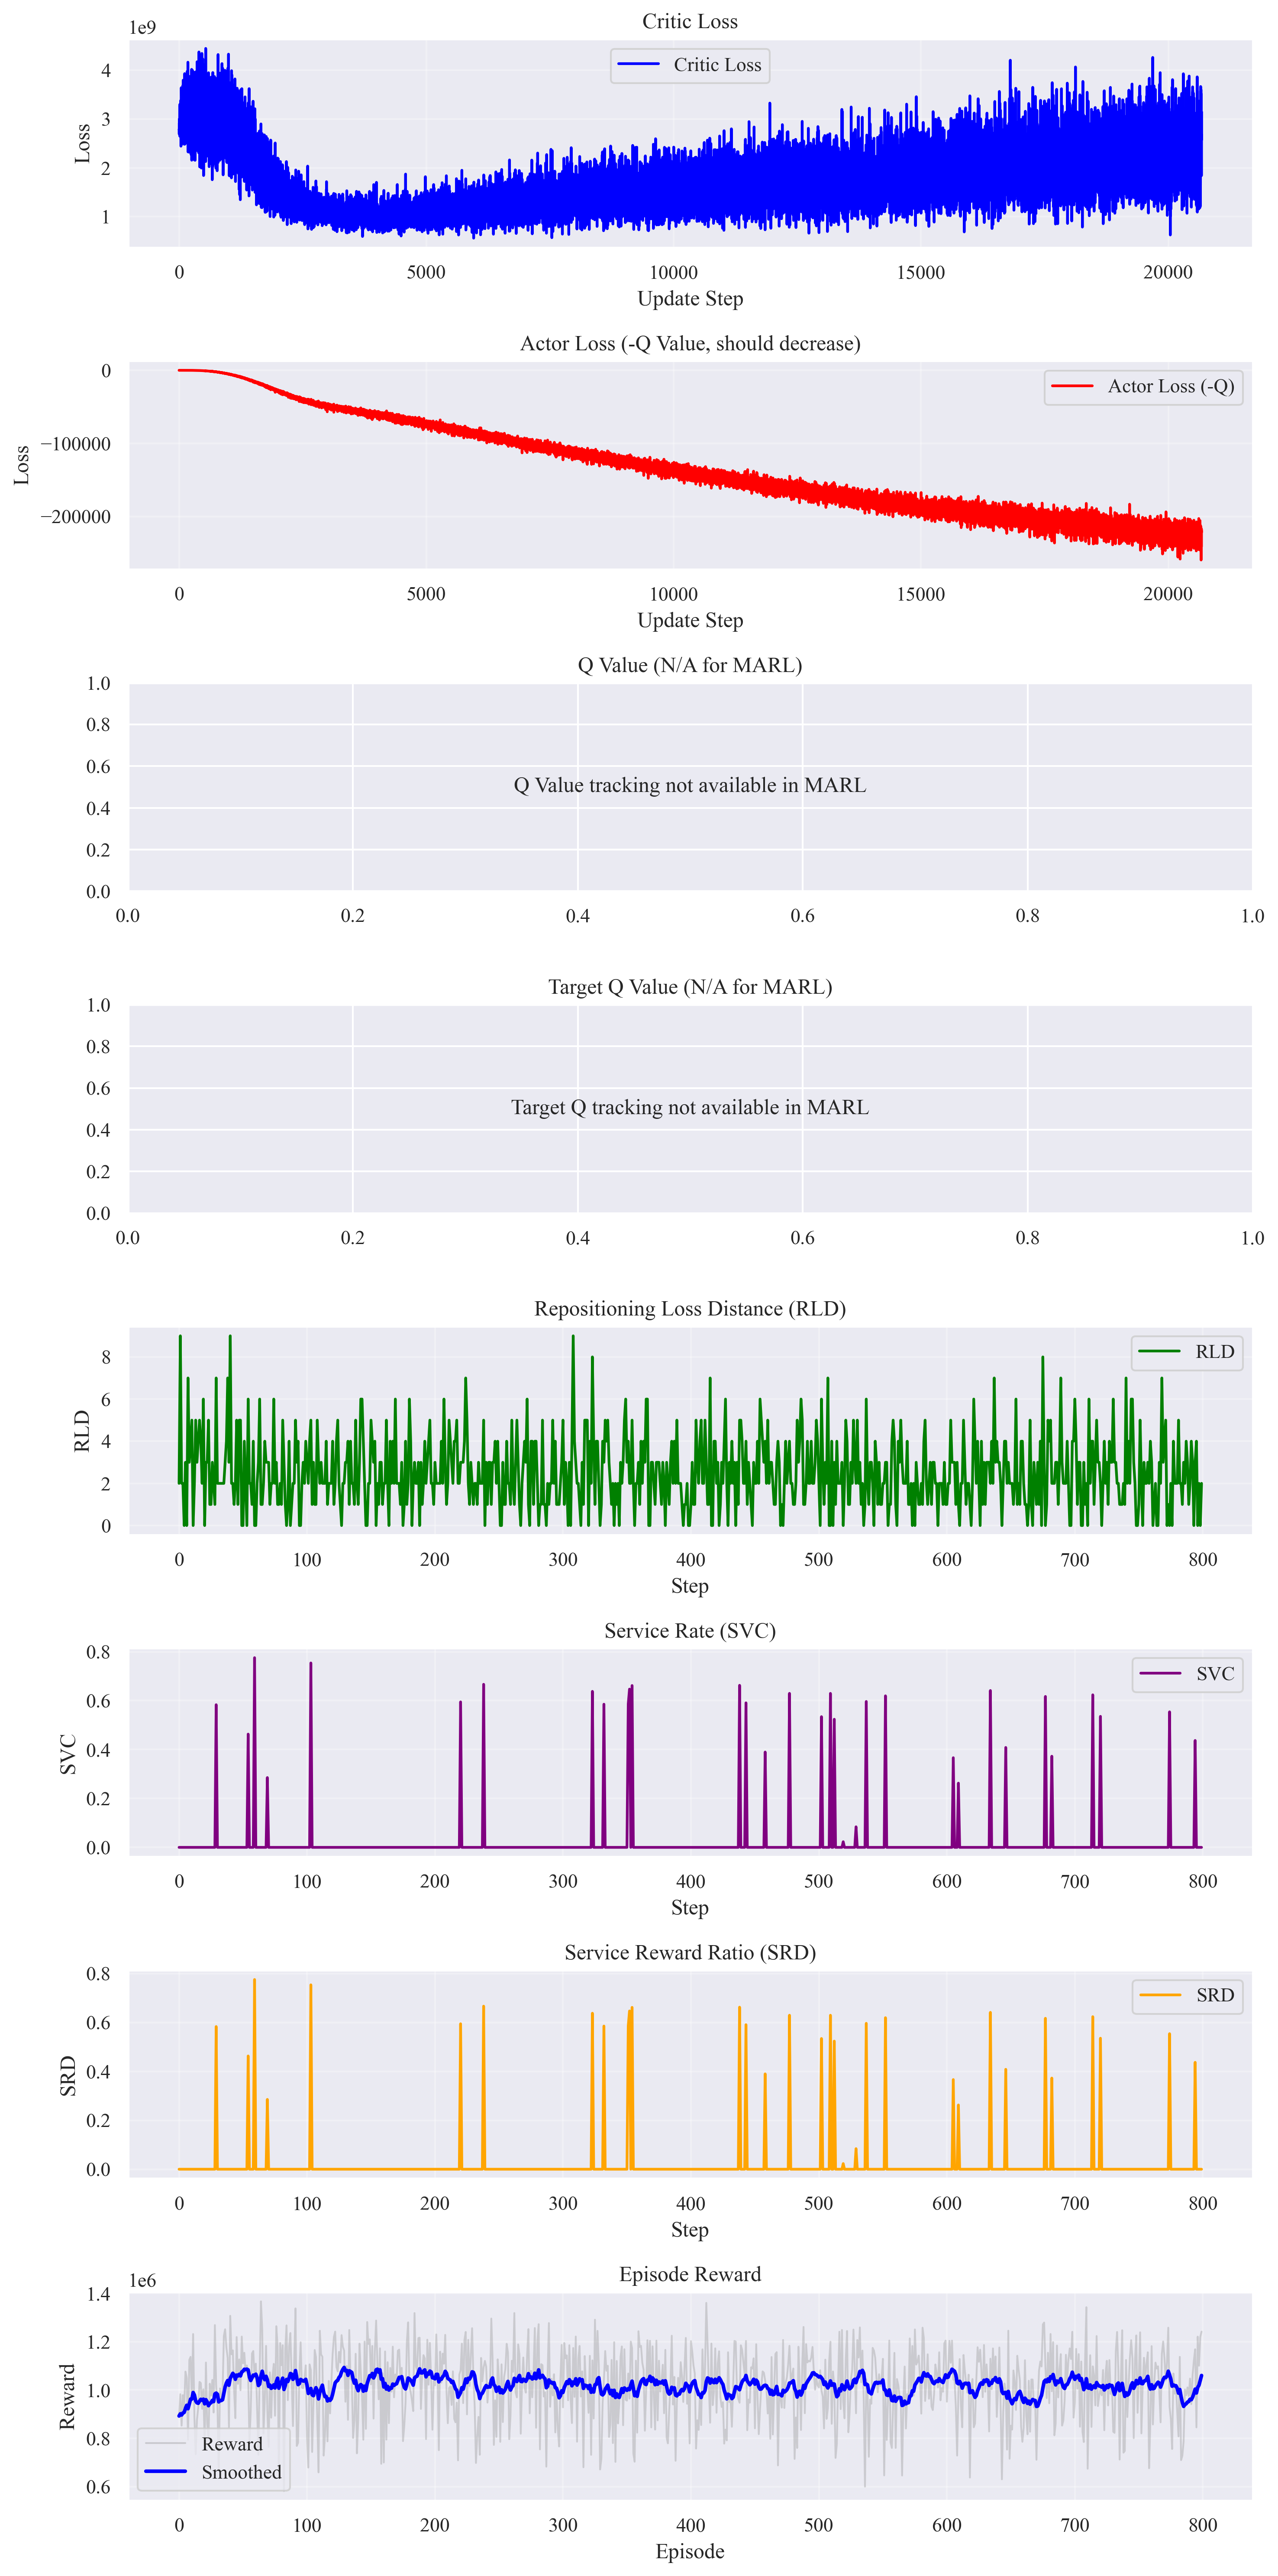 Critic Loss
1e9
Critic Loss
4
3
2
1
Loss
0 5000 10000 15000 20000
Update Step
Actor Loss (-Q Value, should decrease)
Actor Loss (-Q)
0
−100000
−200000
Loss
0 5000 10000 15000 20000
Update Step
Q Value (N/A for MARL)
1.0
0.8
0.6
Q Value tracking not available in MARL
0.4
0.2
0.0
0.0 0.2 0.4 0.6 0.8 1.0
Target Q Value (N/A for MARL)
1.0
0.8
0.6
Target Q tracking not available in MARL
0.4
0.2
0.0
0.0 0.2 0.4 0.6 0.8 1.0
Repositioning Loss Distance (RLD)
RLD
8
6
4
2
0
RLD
0 100 200 300 400 500 600 700 800
Step
Service Rate (SVC)
SVC
0.8
0.6
0.4
0.2
0.0
SVC
0 100 200 300 400 500 600 700 800
Step
Service Reward Ratio (SRD)
SRD
0.8
0.6
0.4
0.2
0.0
SRD
0 100 200 300 400 500 600 700 800
Step
Episode Reward
1e6
1.4
1.2
1.0
0.8
0.6
Reward
Reward
Smoothed
0 100 200 300 400 500 600 700 800
Episode